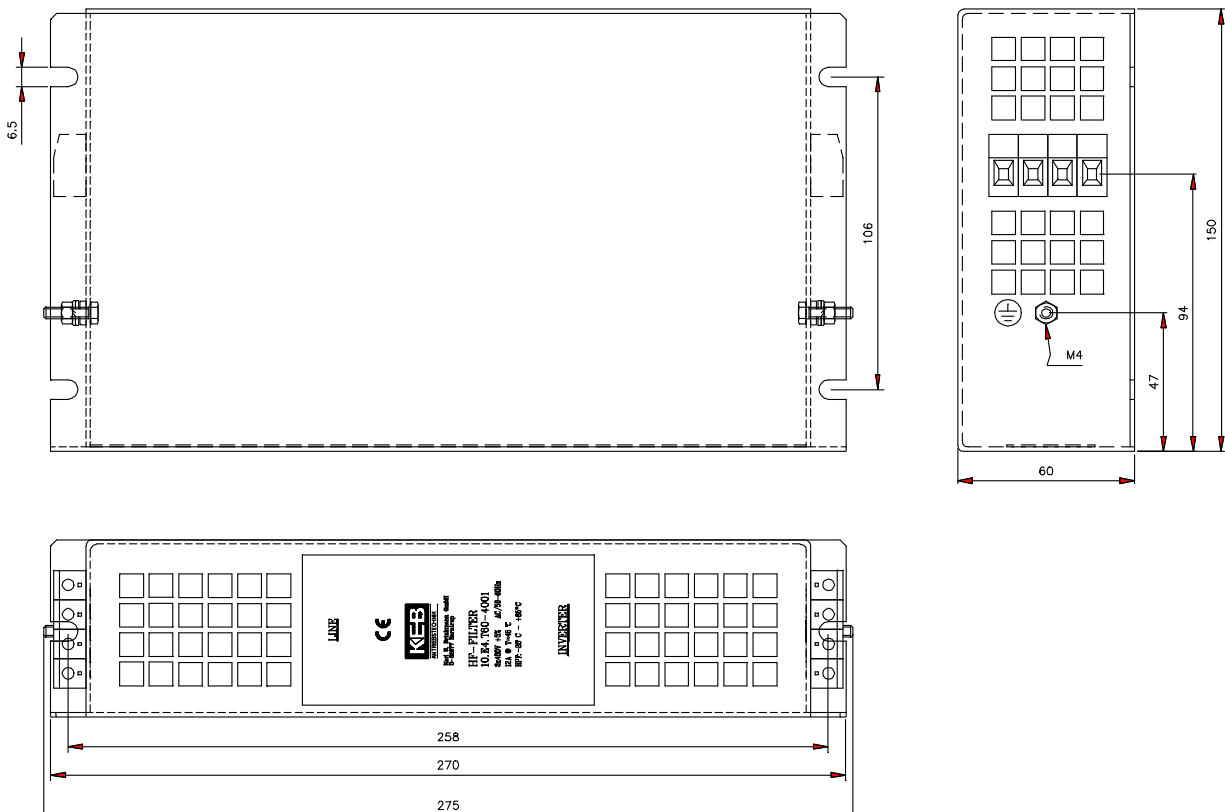 6.5
106
150
94
M4
47
60
LINE
CE
KEB
ANTRIEBSTECHNIK
HF-FILTER
10.E4.T60-4001
INVERTER
258
270
275